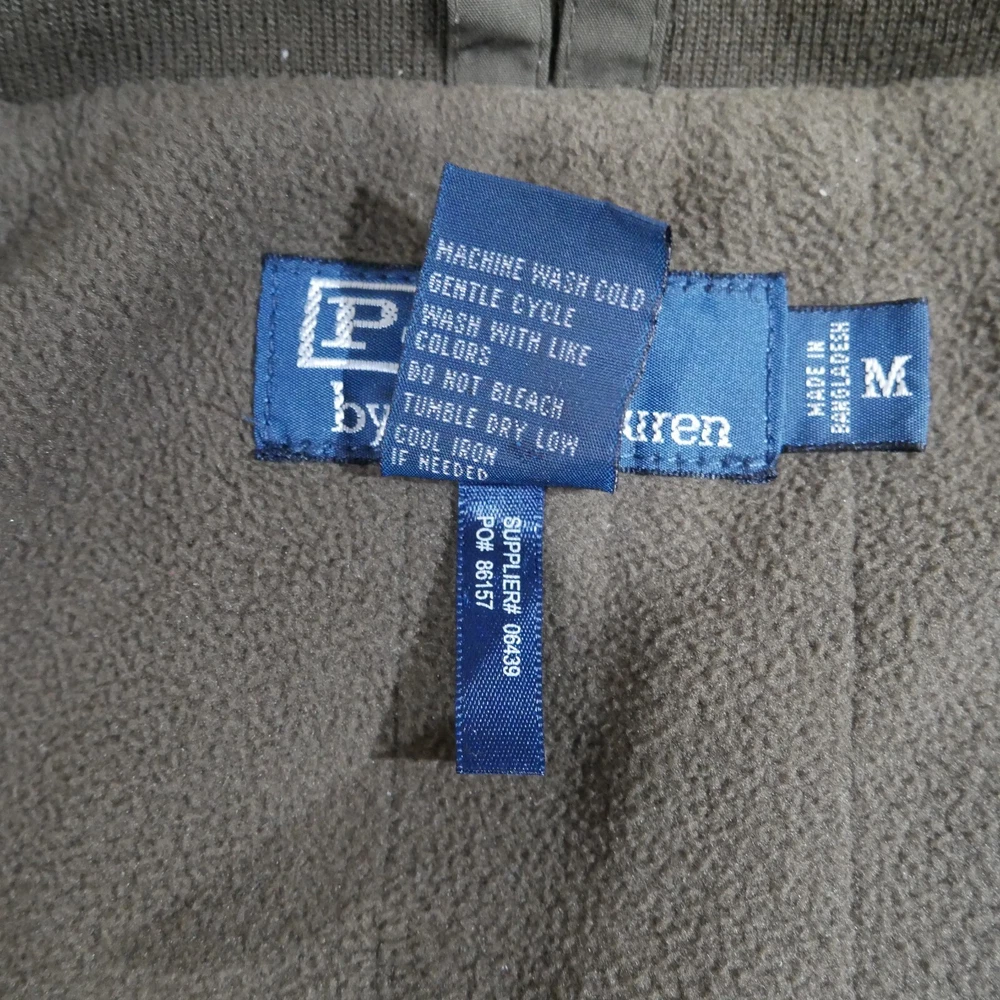 MACHINE WASH COLD
GENTLE CYCLE
WASH WITH LIKE
COLORS
DO NOT BLEACH
TUMBLE DRY LOW
COOL IRON
IF NEEDED
P
by uren
MADE IN
BANGLADESH
M
SUPPLIER# 06439
PO# 86157